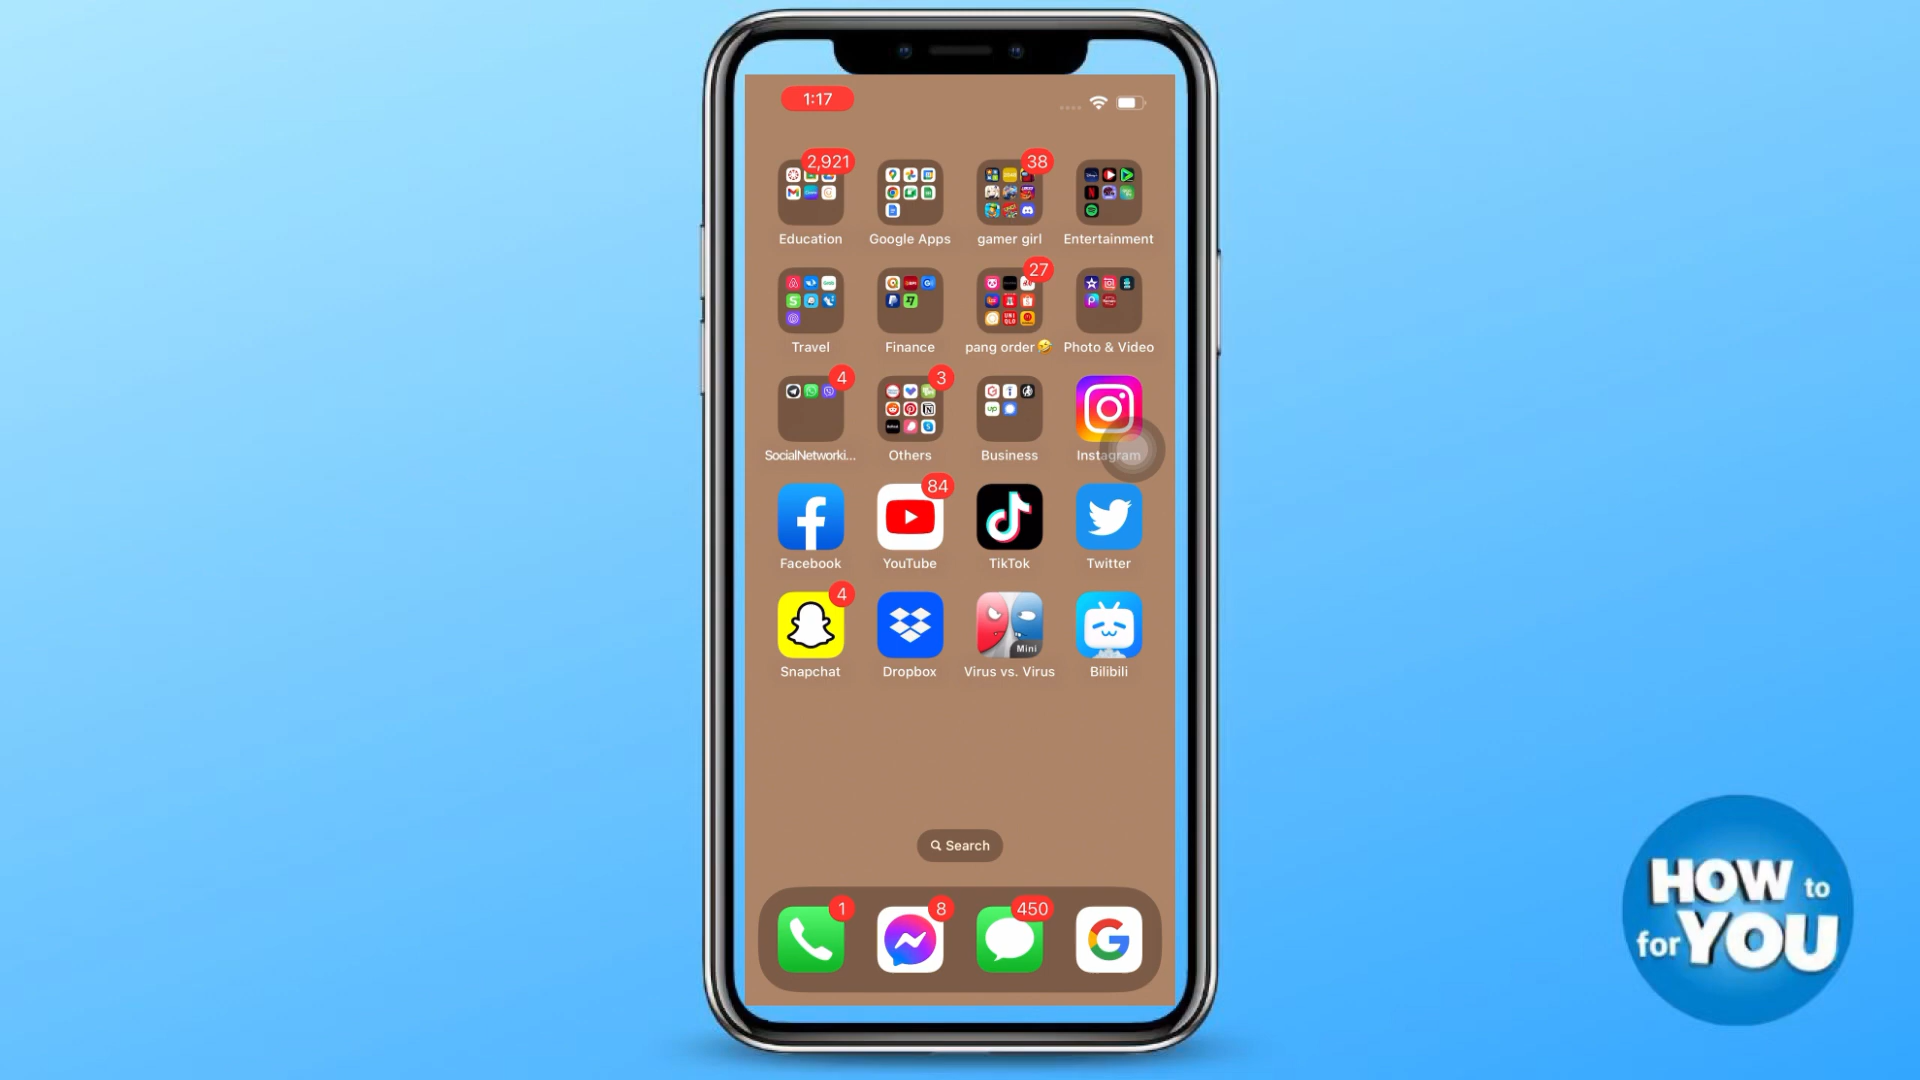 1:17
2,921
38
Education
Google Apps
gamer girl
Entertainment
27
Travel
Finance
pang order🤣
Photo & Video
4
3
SocialNetworki...
Others
Business
Instagram
84
Facebook
YouTube
TikTok
Twitter
4
Mini
Snapchat
Dropbox
Virus vs. Virus
Bilibili
Search
1
8
450
HOW to
for YOU